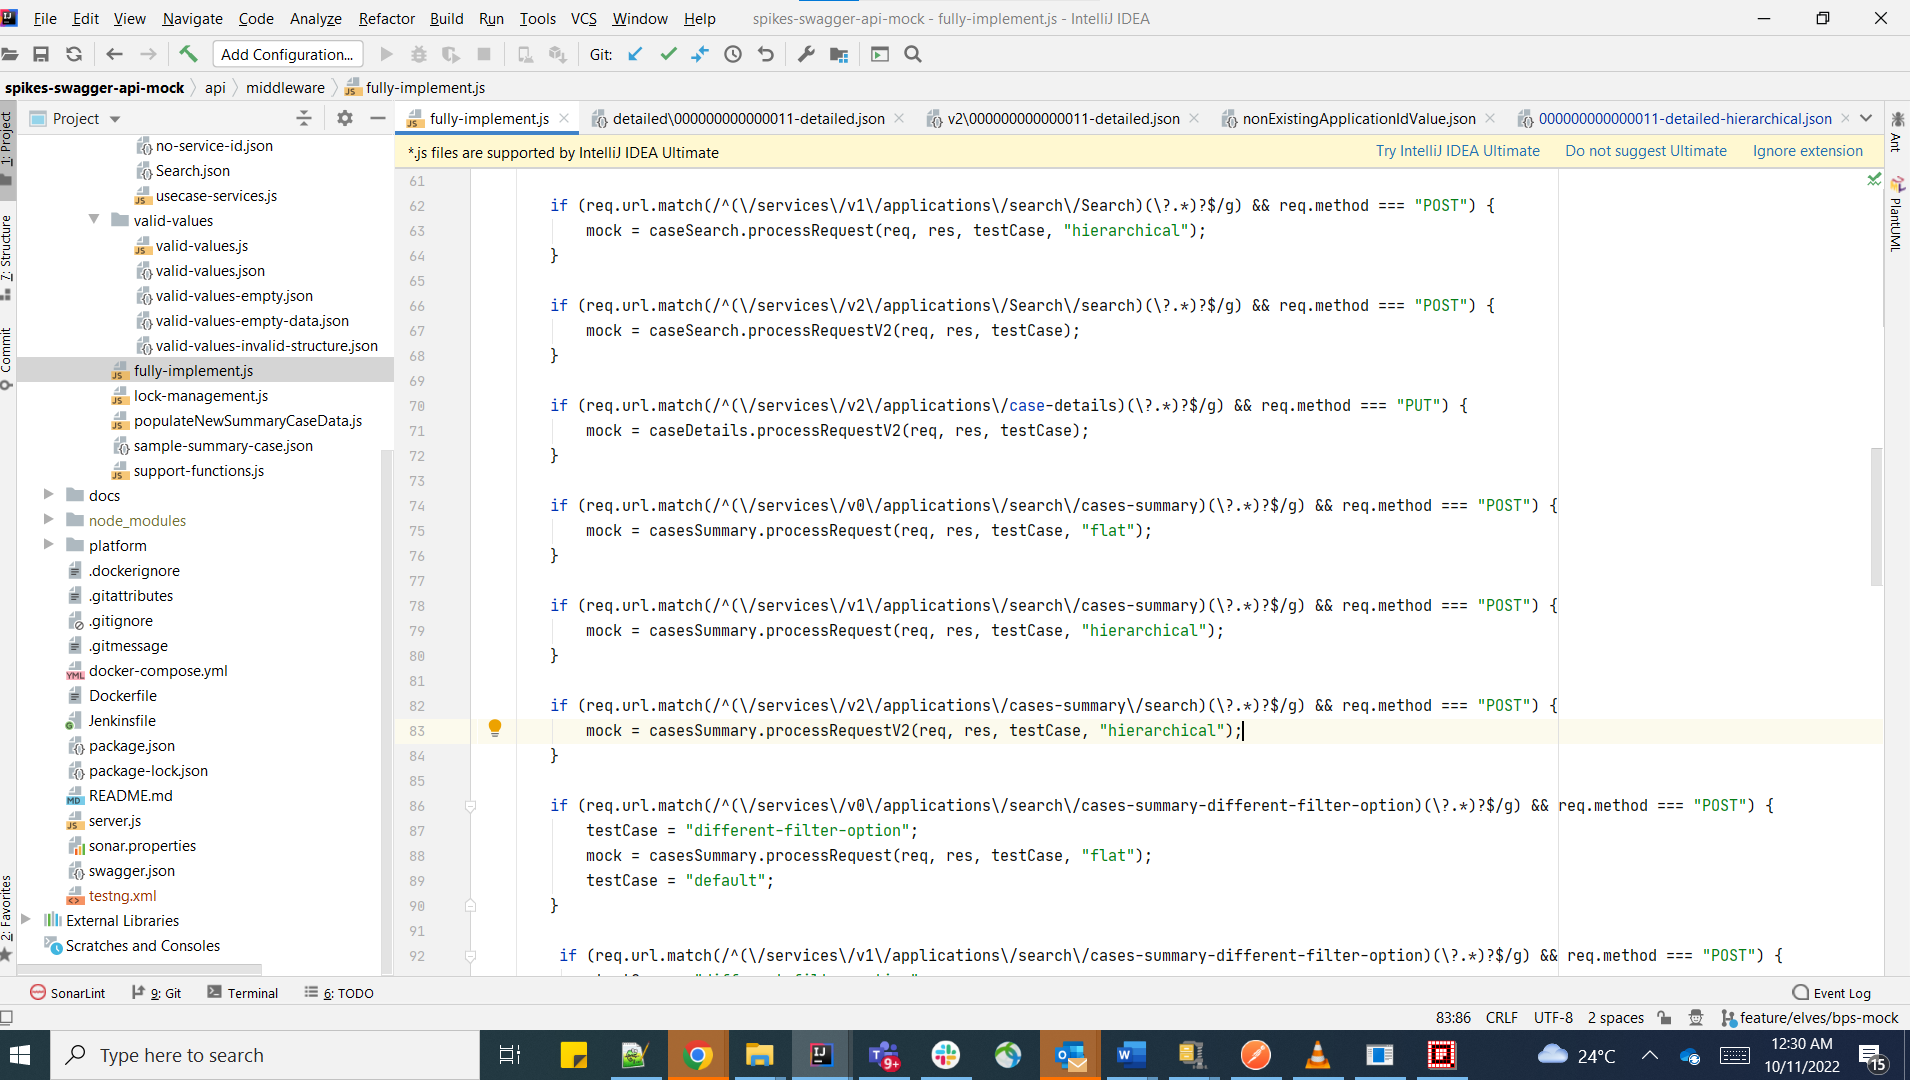 File Edit View Navigate Code Analyze Refactor Build Run Tools VCS Window Help spikes-swagger-api-mock - fully-implement.js - IntelliJ IDEA
Add Configuration... Git:
spikes-swagger-api-mock api middleware fully-implement.js
Project
fully-implement.js detailed\000000000000011-detailed.json v2\000000000000011-detailed.json nonExistingApplicationIdValue.json 000000000000011-detailed-hierarchical.json
*.js files are supported by IntelliJ IDEA Ultimate Try IntelliJ IDEA Ultimate Do not suggest Ultimate Ignore extension
1: Project
7: Structure
Commit
2: Favorites
Ant
PlantUML
no-service-id.json
Search.json
usecase-services.js
valid-values
valid-values.js
valid-values.json
valid-values-empty.json
valid-values-empty-data.json
valid-values-invalid-structure.json
fully-implement.js
lock-management.js
populateNewSummaryCaseData.js
sample-summary-case.json
support-functions.js
docs
node_modules
platform
.dockerignore
.gitattributes
.gitignore
.gitmessage
docker-compose.yml
Dockerfile
Jenkinsfile
package.json
package-lock.json
README.md
server.js
sonar.properties
swagger.json
testng.xml
External Libraries
Scratches and Consoles
61
62 if (req.url.match(/^(\/services\/v1\/applications\/search\/Search)(\?.*)?$/g) && req.method === "POST") {
63 mock = caseSearch.processRequest(req, res, testCase, "hierarchical");
64 }
65
66 if (req.url.match(/^(\/services\/v2\/applications\/Search\/search)(\?.*)?$/g) && req.method === "POST") {
67 mock = caseSearch.processRequestV2(req, res, testCase);
68 }
69
70 if (req.url.match(/^(\/services\/v2\/applications\/case-details)(\?.*)?$/g) && req.method === "PUT") {
71 mock = caseDetails.processRequestV2(req, res, testCase);
72 }
73
74 if (req.url.match(/^(\/services\/v0\/applications\/search\/cases-summary)(\?.*)?$/g) && req.method === "POST") {
75 mock = casesSummary.processRequest(req, res, testCase, "flat");
76 }
77
78 if (req.url.match(/^(\/services\/v1\/applications\/search\/cases-summary)(\?.*)?$/g) && req.method === "POST") {
79 mock = casesSummary.processRequest(req, res, testCase, "hierarchical");
80 }
81
82 if (req.url.match(/^(\/services\/v2\/applications\/cases-summary\/search)(\?.*)?$/g) && req.method === "POST") {
83 mock = casesSummary.processRequestV2(req, res, testCase, "hierarchical");
84 }
85
86 if (req.url.match(/^(\/services\/v0\/applications\/search\/cases-summary-different-filter-option)(\?.*)?$/g) && req.method === "POST") {
87 testCase = "different-filter-option";
88 mock = casesSummary.processRequest(req, res, testCase, "flat");
89 testCase = "default";
90 }
91
92 if (req.url.match(/^(\/services\/v1\/applications\/search\/cases-summary-different-filter-option)(\?.*)?$/g) && req.method === "POST") {
SonarLint 9: Git Terminal 6: TODO Event Log
83:86 CRLF UTF-8 2 spaces feature/elves/bps-mock
Type here to search 9+ 24°C 12:30 AM
10/11/2022 15